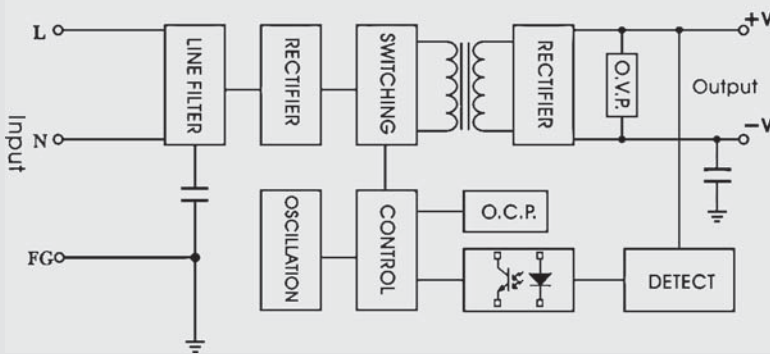 L
N
FG
Input
LINE FILTER
RECTIFIER
SWITCHING
RECTIFIER
O.V.P.
+V
Output
-V
OSCILLATION
CONTROL
O.C.P.
DETECT